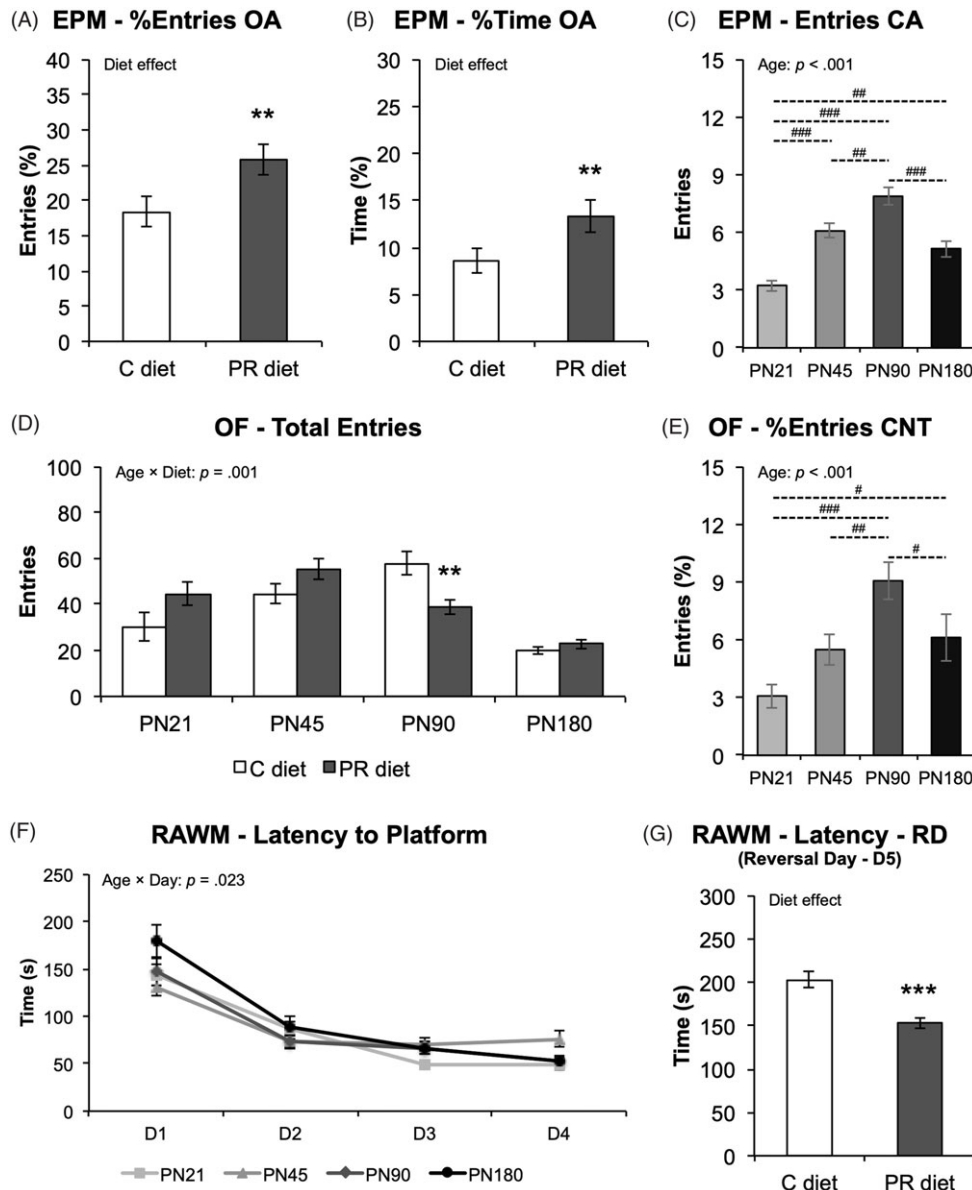 (A) EPM - %Entries OA
Entries (%)
40
35
30
25
20
15
10
5
0
Diet effect
**
C diet PR diet
(B) EPM - %Time OA
Time (%)
30
25
20
15
10
5
0
Diet effect
**
C diet PR diet
(C) EPM - Entries CA
Entries
15
12
9
6
3
0
Age: p < .001
##
###
###
##
###
PN21 PN45 PN90 PN180
(D) OF - Total Entries
Entries
100
80
60
40
20
0
Age × Diet: p = .001
**
PN21 PN45 PN90 PN180
C diet PR diet
(E) OF - %Entries CNT
Entries (%)
15
12
9
6
3
0
Age: p < .001
#
###
##
#
PN21 PN45 PN90 PN180
(F) RAWM - Latency to Platform
Time (s)
250
200
150
100
50
0
Age × Day: p = .023
D1 D2 D3 D4
PN21 PN45 PN90 PN180
(G) RAWM - Latency - RD
(Reversal Day - D5)
Time (s)
300
250
200
150
100
50
0
Diet effect
***
C diet PR diet